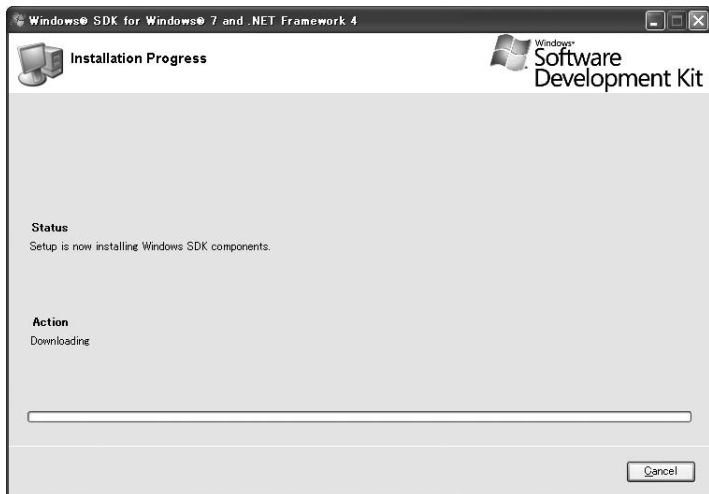 Windows® SDK for Windows® 7 and .NET Framework 4
Installation Progress
Windows®
Software
Development Kit
Status
Setup is now installing Windows SDK components.
Action
Downloading
Cancel